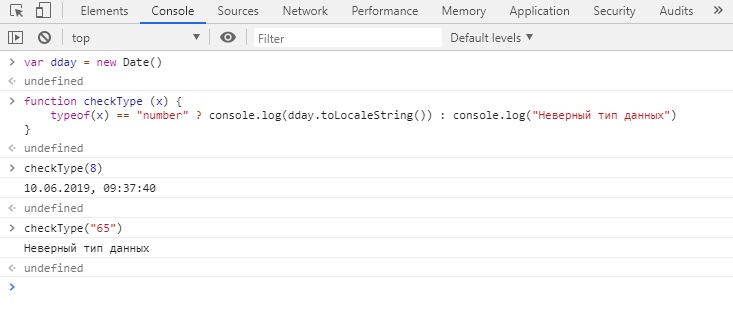 Elements Console Sources Network Performance Memory Application Security Audits »
top ▼ Filter Default levels ▼
> var dday = new Date()
<· undefined
> function checkType (x) {
typeof(x) == "number" ? console.log(dday.toLocaleString()) : console.log("Неверный тип данных")
}
<· undefined
> checkType(8)
10.06.2019, 09:37:40
<· undefined
> checkType("65")
Неверный тип данных
<· undefined
>